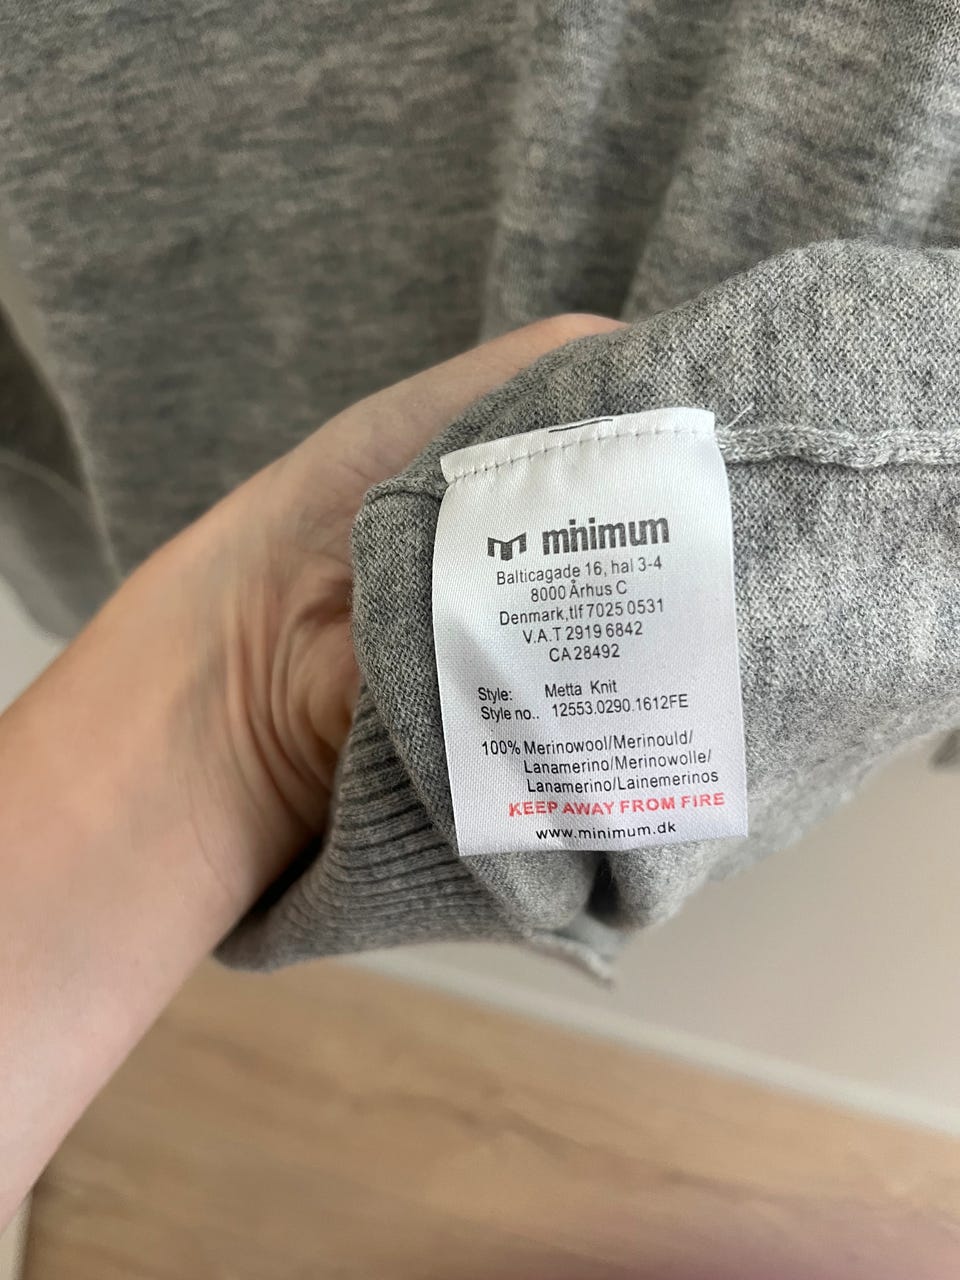 minimum
Balticagade 16, hal 3-4
8000 Århus C
Denmark,tlf 7025 0531
V.A.T 2919 6842
CA 28492
Style: Metta Knit
Style no.. 12553.0290.1612FE
100% Merinowool/Merinould/
Lanamerino/Merinowolle/
Lanamerino/Lainemerinos
KEEP AWAY FROM FIRE
www.minimum.dk